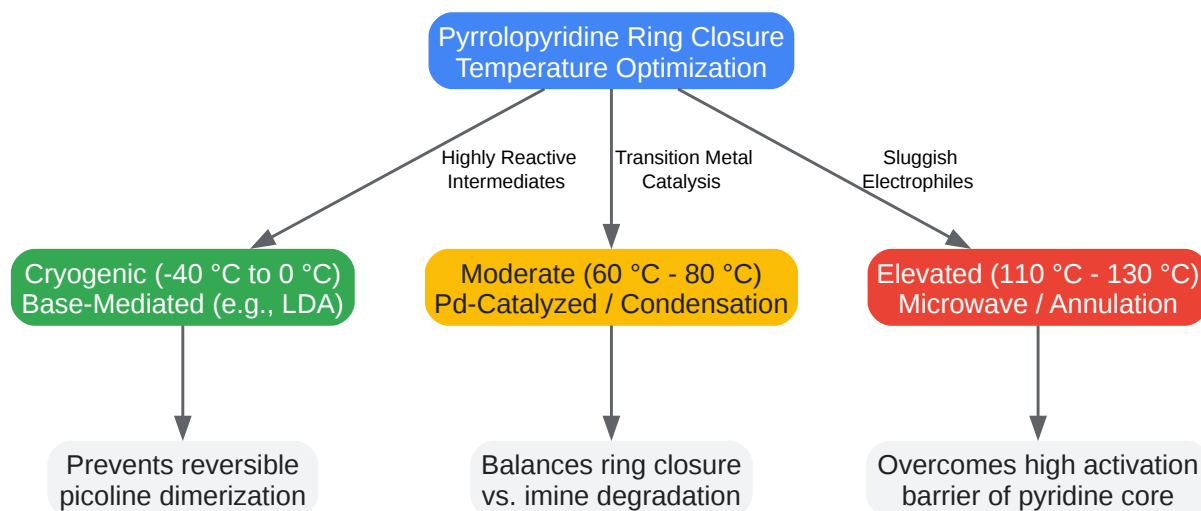 Pyrrolopyridine Ring Closure
Temperature Optimization
Highly Reactive
Intermediates
Transition Metal
Catalysis
Sluggish
Electrophiles
Cryogenic (-40 °C to 0 °C)
Base-Mediated (e.g., LDA)
Moderate (60 °C - 80 °C)
Pd-Catalyzed / Condensation
Elevated (110 °C - 130 °C)
Microwave / Annulation
Prevents reversible
picoline dimerization
Balances ring closure
vs. imine degradation
Overcomes high activation
barrier of pyridine core